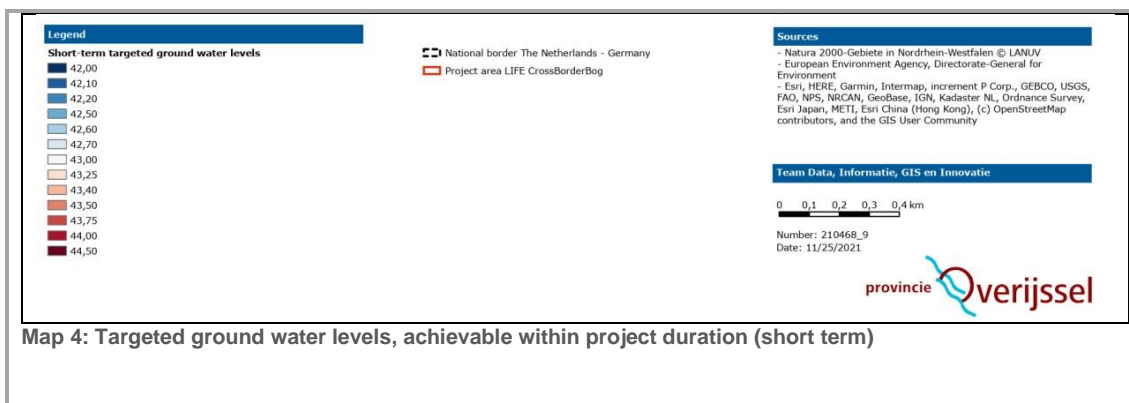 Legend
Short-term targeted ground water levels
42,00
42,10
42,20
42,50
42,60
42,70
43,00
43,25
43,40
43,50
43,75
44,00
44,50
National border The Netherlands - Germany
Project area LIFE CrossBorderBog
Sources
- Natura 2000-Gebiete in Nordrhein-Westfalen © LANUV
- European Environment Agency, Directorate-General for
Environment
- Esri, HERE, Garmin, Intermap, increment P Corp., GEBCO, USGS,
FAO, NPS, NRCAN, GeoBase, IGN, Kadaster NL, Ordnance Survey,
Esri Japan, METI, Esri China (Hong Kong), (c) OpenStreetMap
contributors, and the GIS User Community
Team Data, Informatie, GIS en Innovatie
0 0,1 0,2 0,3 0,4 km
Number: 210468_9
Date: 11/25/2021
provincie Overijssel
Map 4: Targeted ground water levels, achievable within project duration (short term)